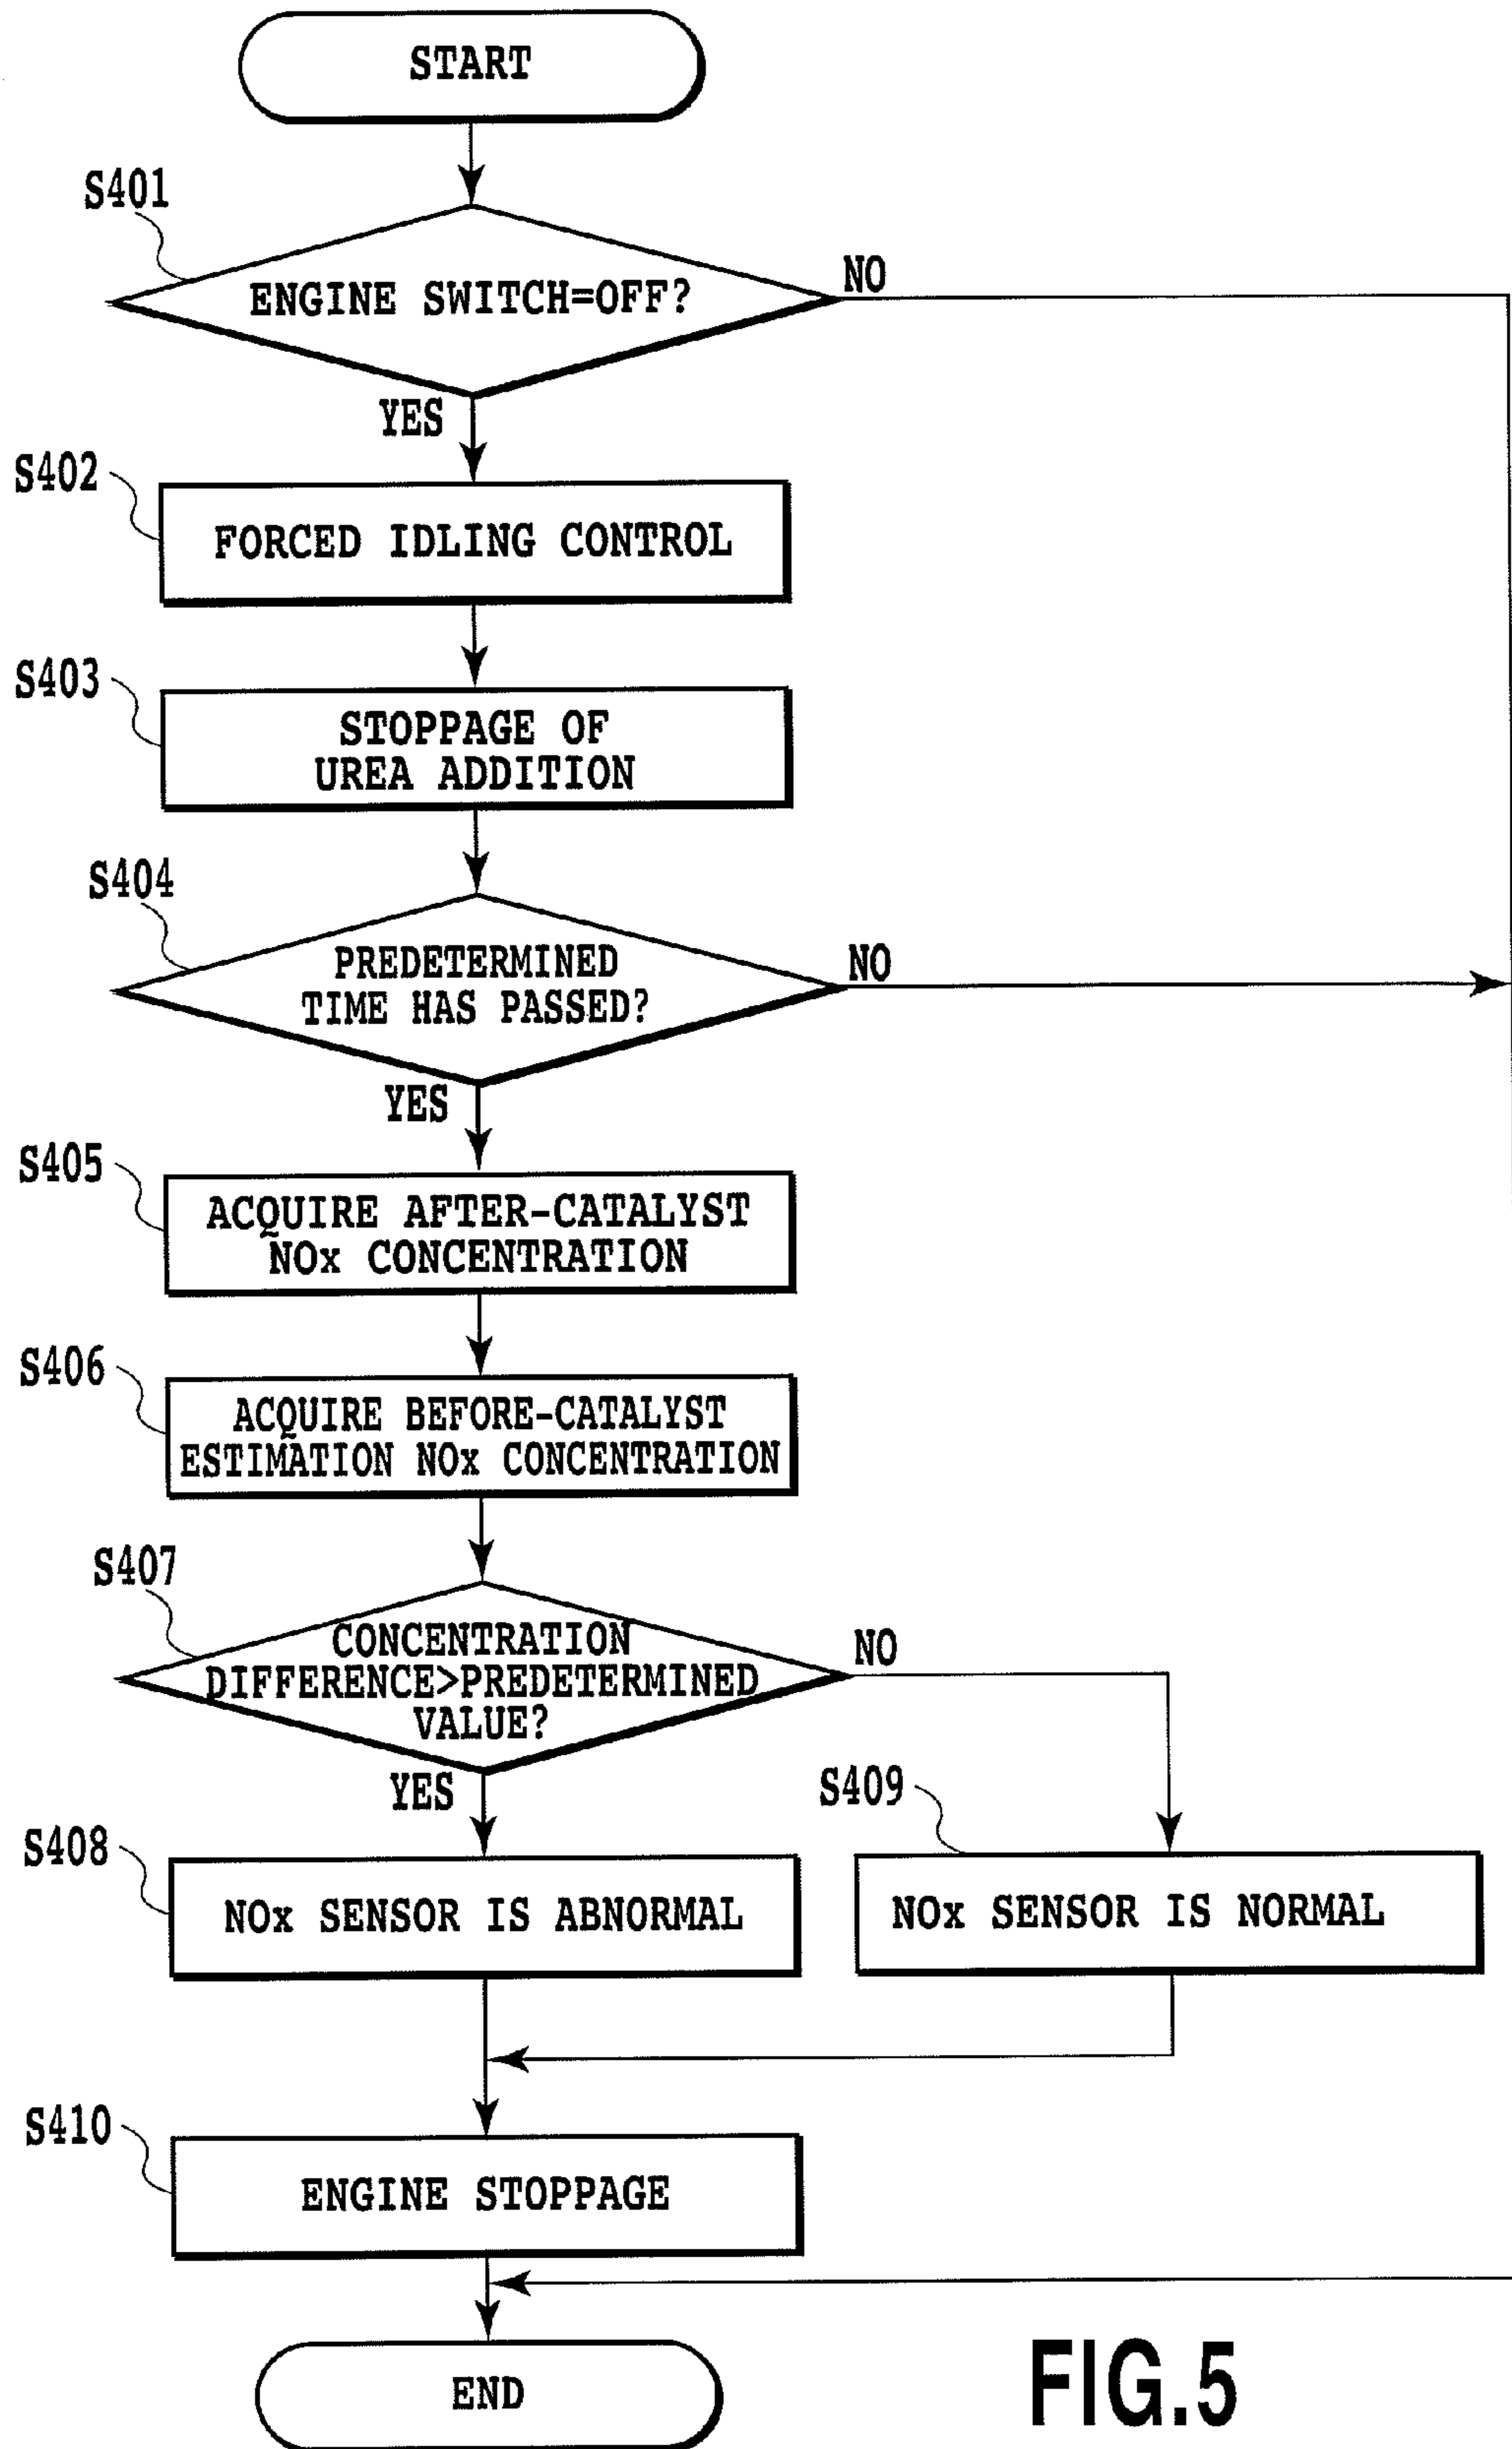 START
S401
ENGINE SWITCH=OFF?
NO
YES
S402
FORCED IDLING CONTROL
S403
STOPPAGE OF
UREA ADDITION
S404
PREDETERMINED
TIME HAS PASSED?
NO
YES
S405
ACQUIRE AFTER-CATALYST
NOx CONCENTRATION
S406
ACQUIRE BEFORE-CATALYST
ESTIMATION NOx CONCENTRATION
S407
CONCENTRATION
DIFFERENCE>PREDETERMINED
VALUE?
NO
YES
S408
NOx SENSOR IS ABNORMAL
S409
NOx SENSOR IS NORMAL
S410
ENGINE STOPPAGE
END
FIG.5